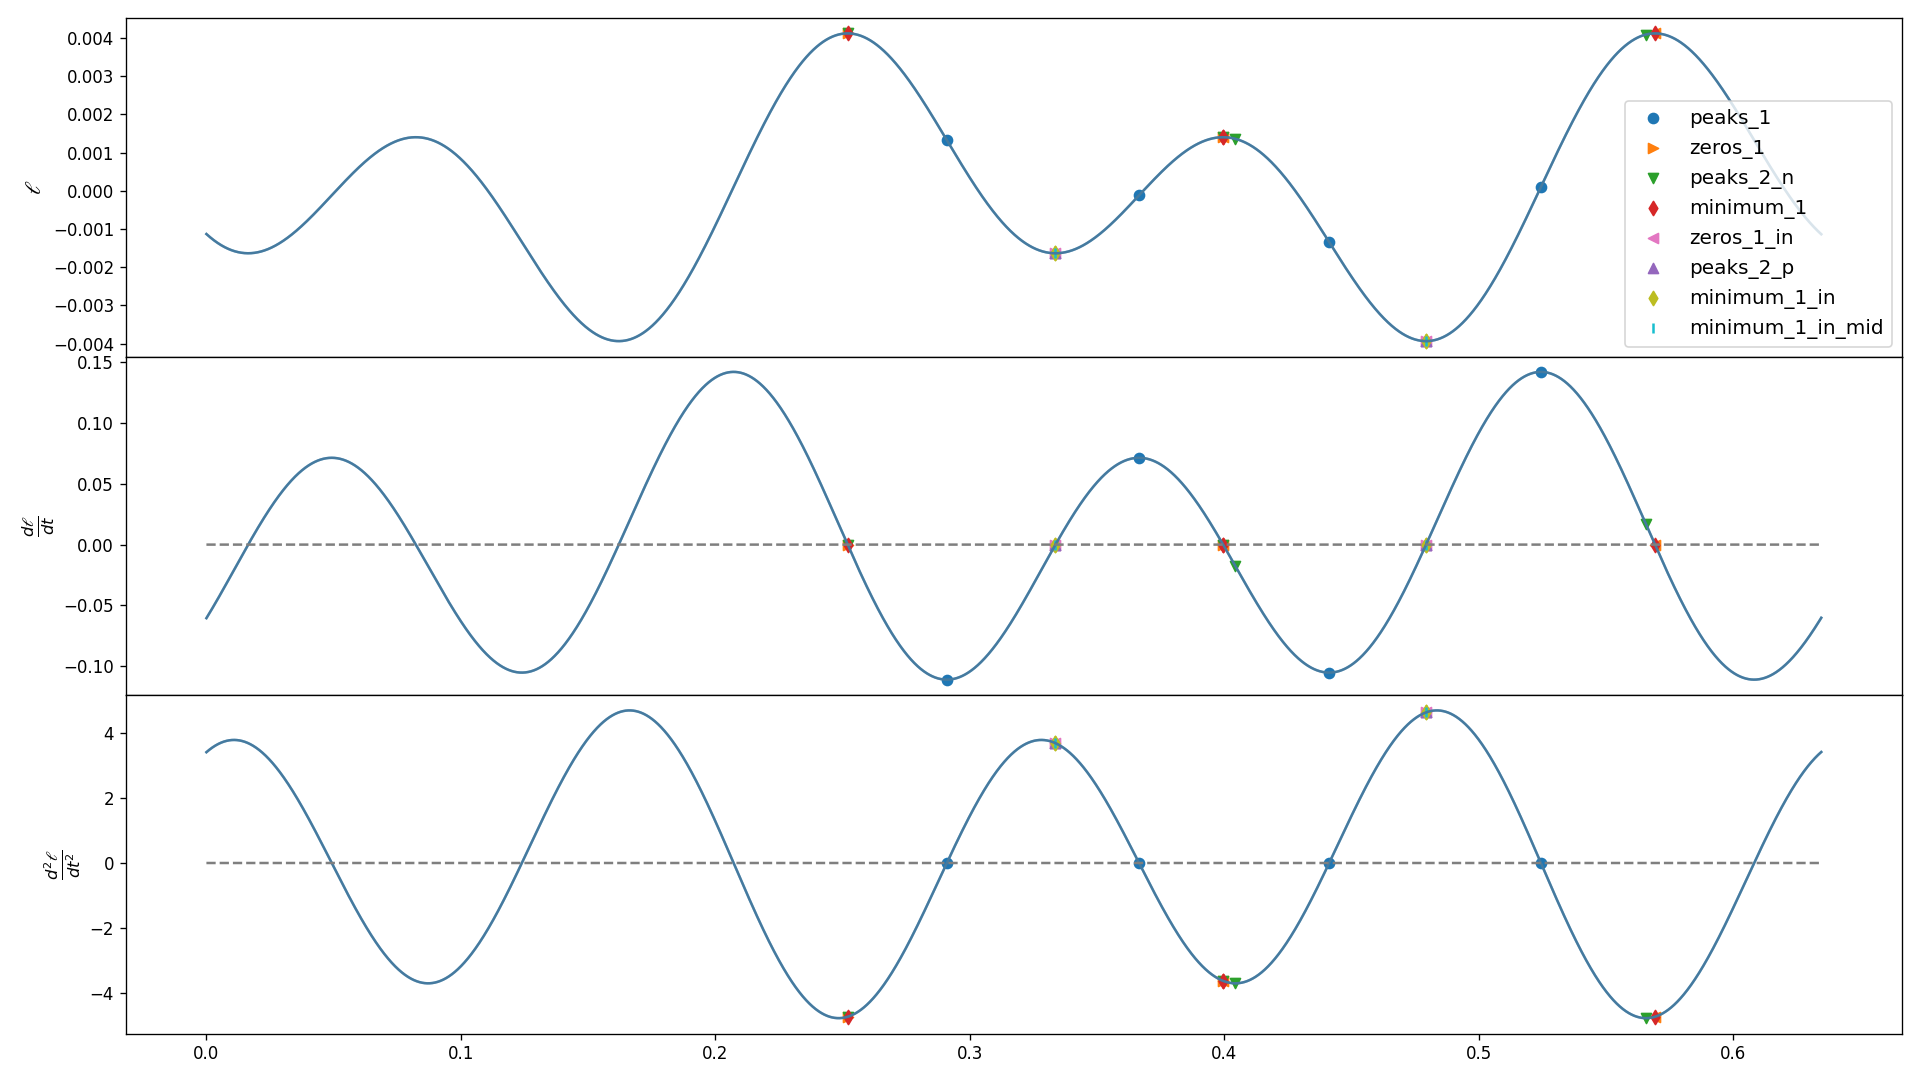 0.004
0.003
0.002
0.001
0.000
−0.001
−0.002
−0.003
−0.004
ℓ
peaks_1
zeros_1
peaks_2_n
minimum_1
zeros_1_in
peaks_2_p
minimum_1_in
minimum_1_in_mid
0.15
0.10
0.05
0.00
−0.05
−0.10
dℓ
dt
4
2
0
−2
−4
d²ℓ
dt²
0.0 0.1 0.2 0.3 0.4 0.5 0.6